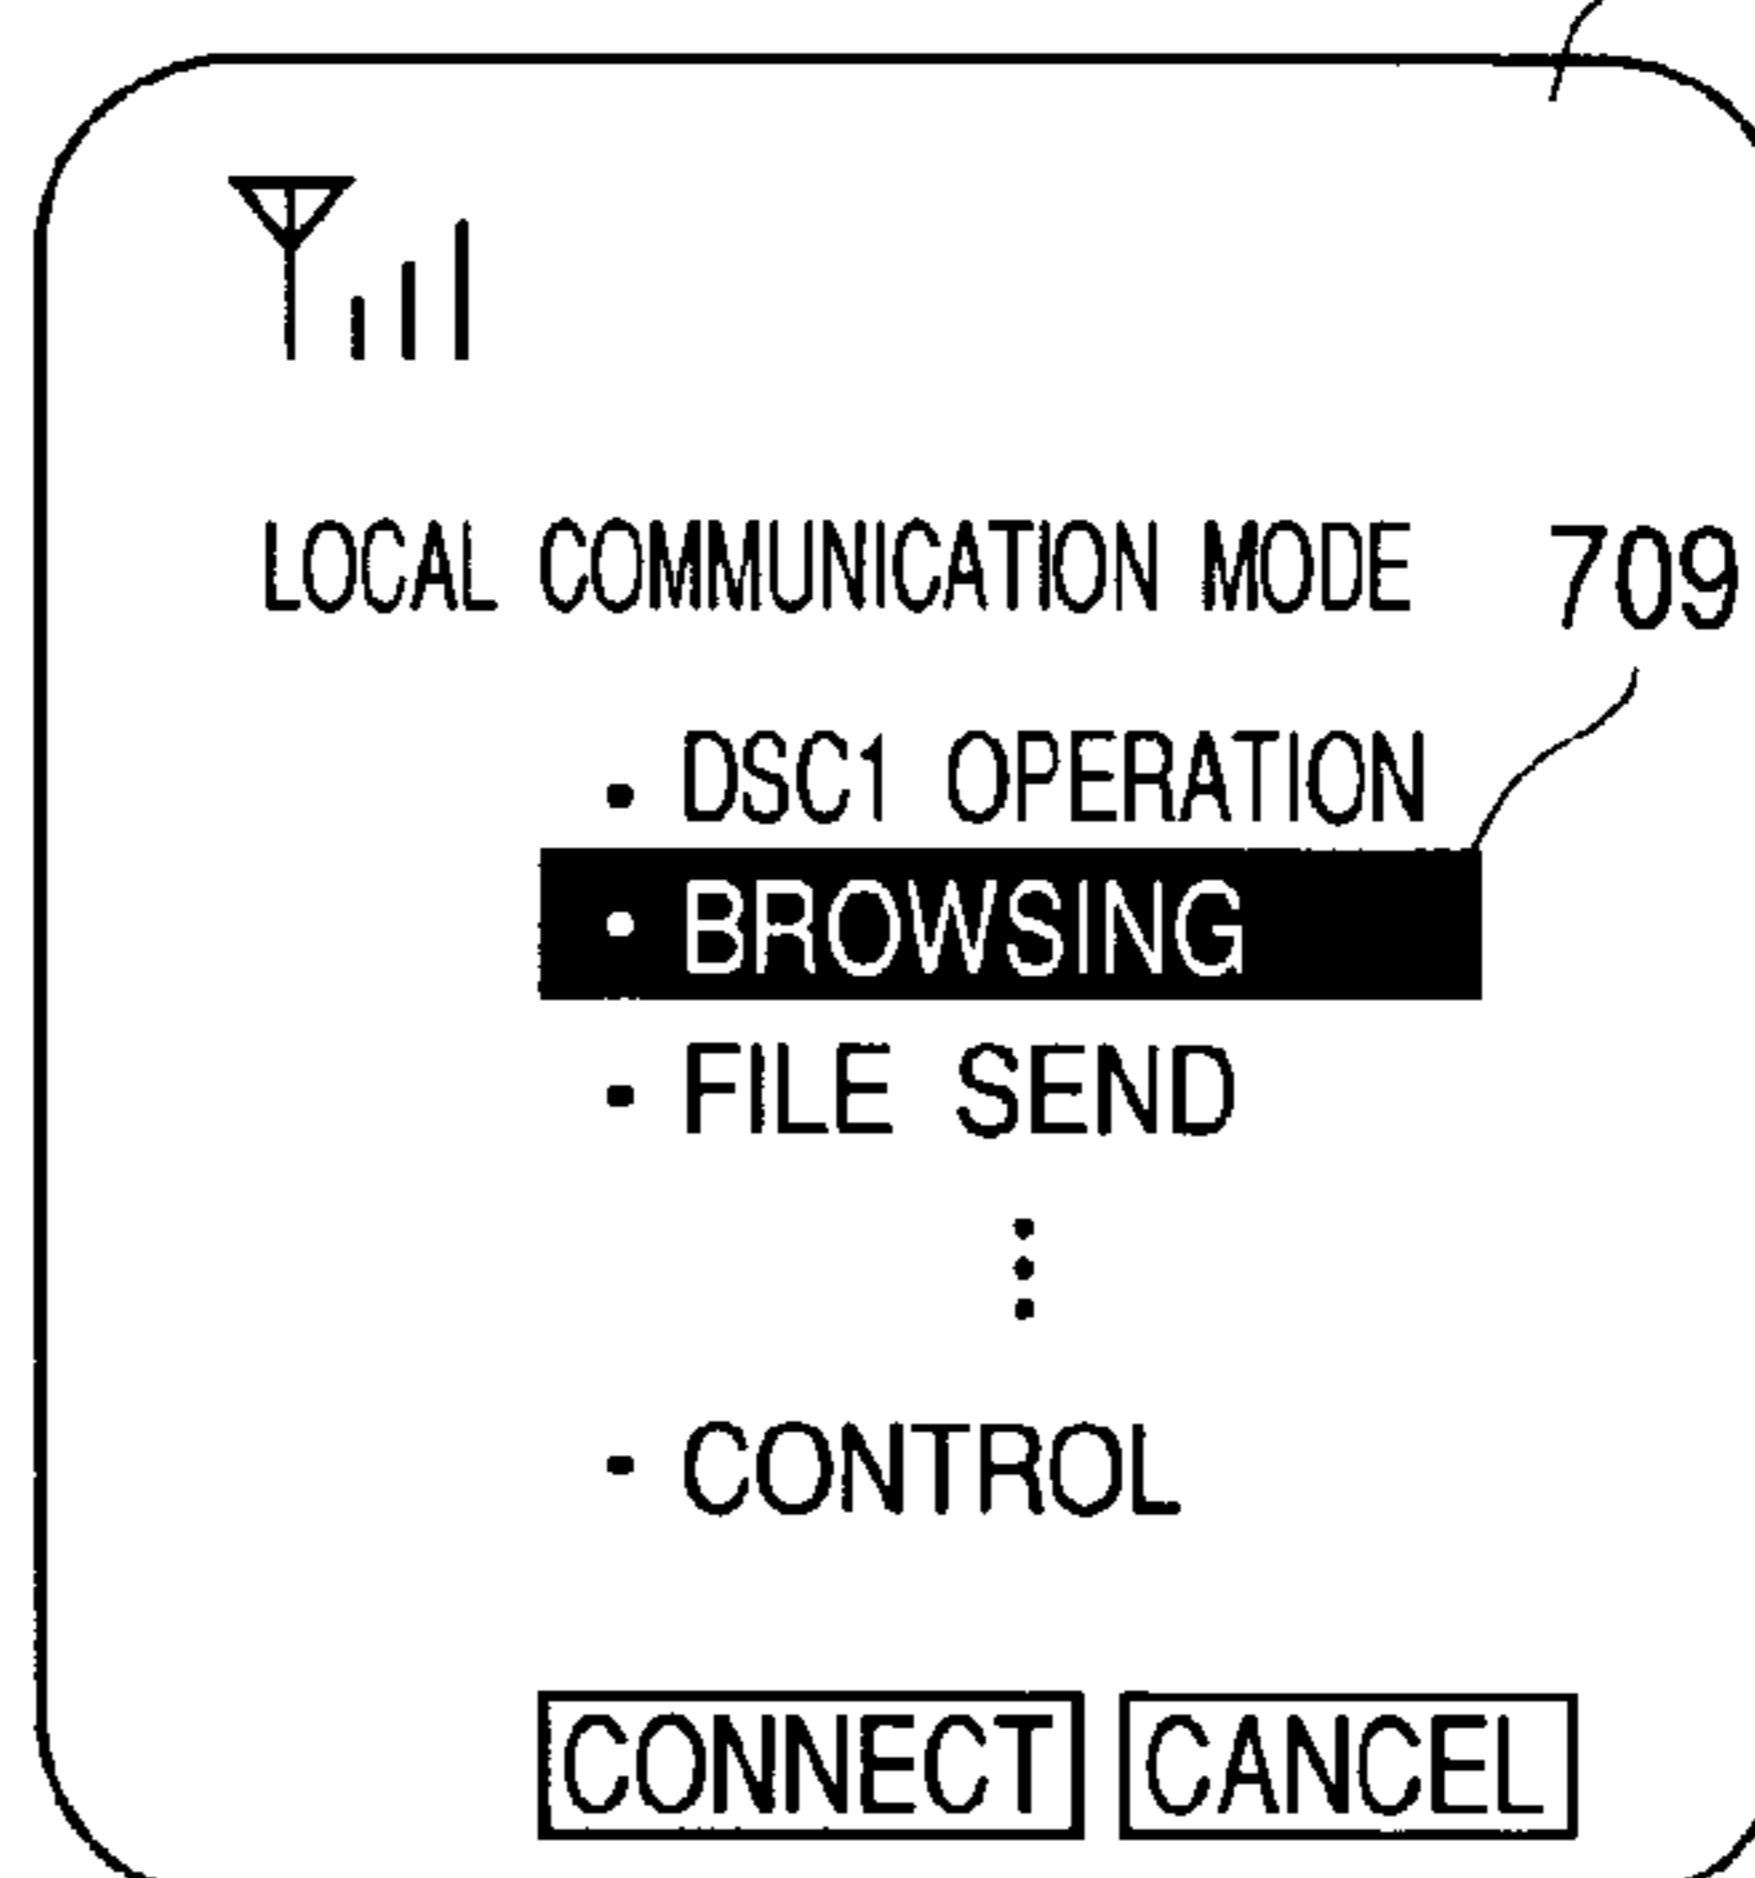 LOCAL COMMUNICATION MODE 709
• DSC1 OPERATION
• BROWSING
• FILE SEND
• CONTROL
CONNECT CANCEL